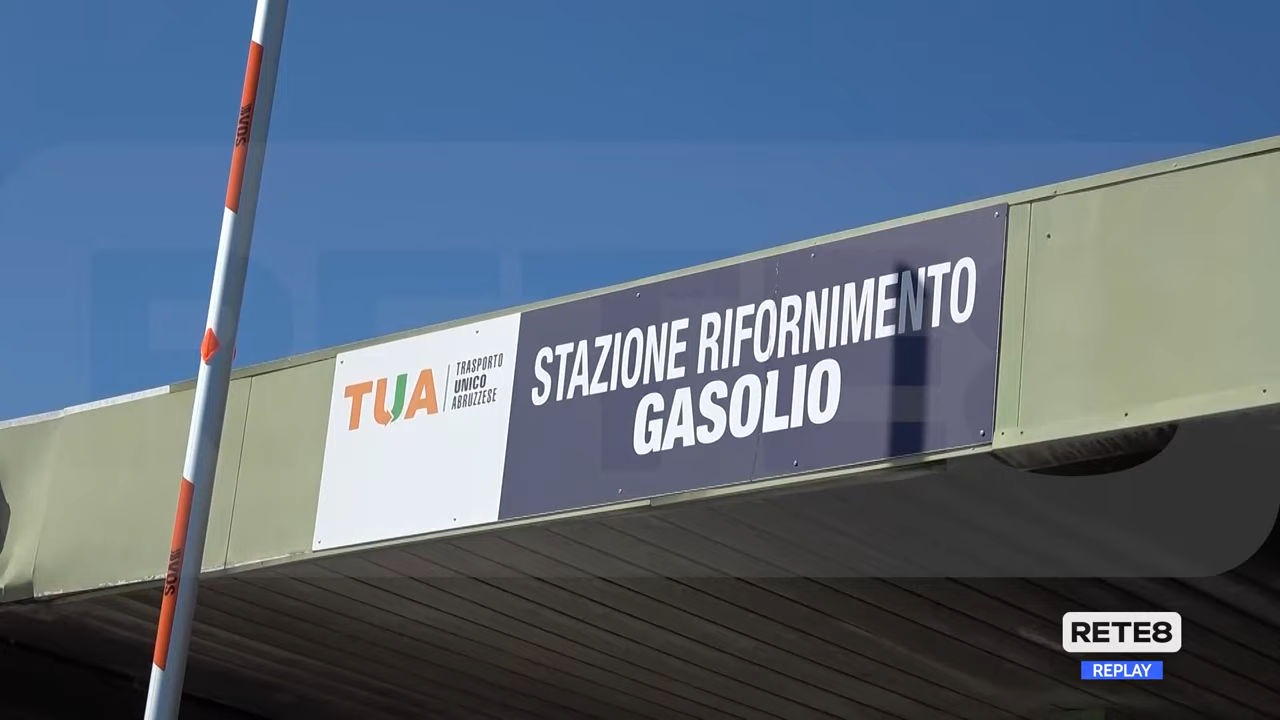 TUA
TRASPORTO
UNICO
ABRUZZESE
STAZIONE RIFORNIMENTO
GASOLIO
RETE8
REPLAY